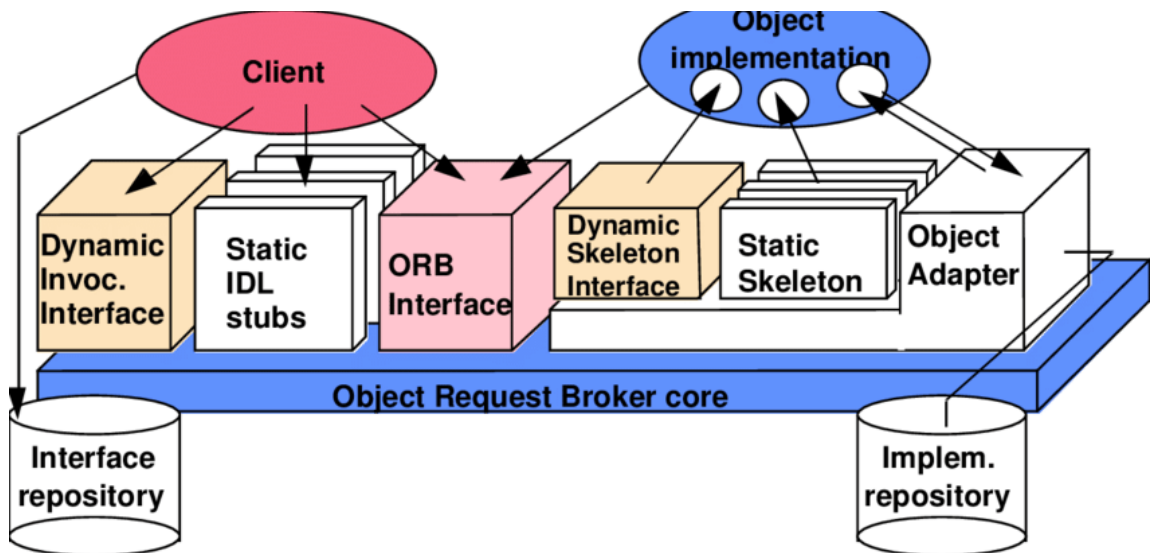 Client
Object
implementation
Dynamic
Invoc.
Interface
Static
IDL
stubs
ORB
Interface
Dynamic
Skeleton
Interface
Static
Skeleton
Object
Adapter
Object Request Broker core
Interface
repository
Implem.
repository